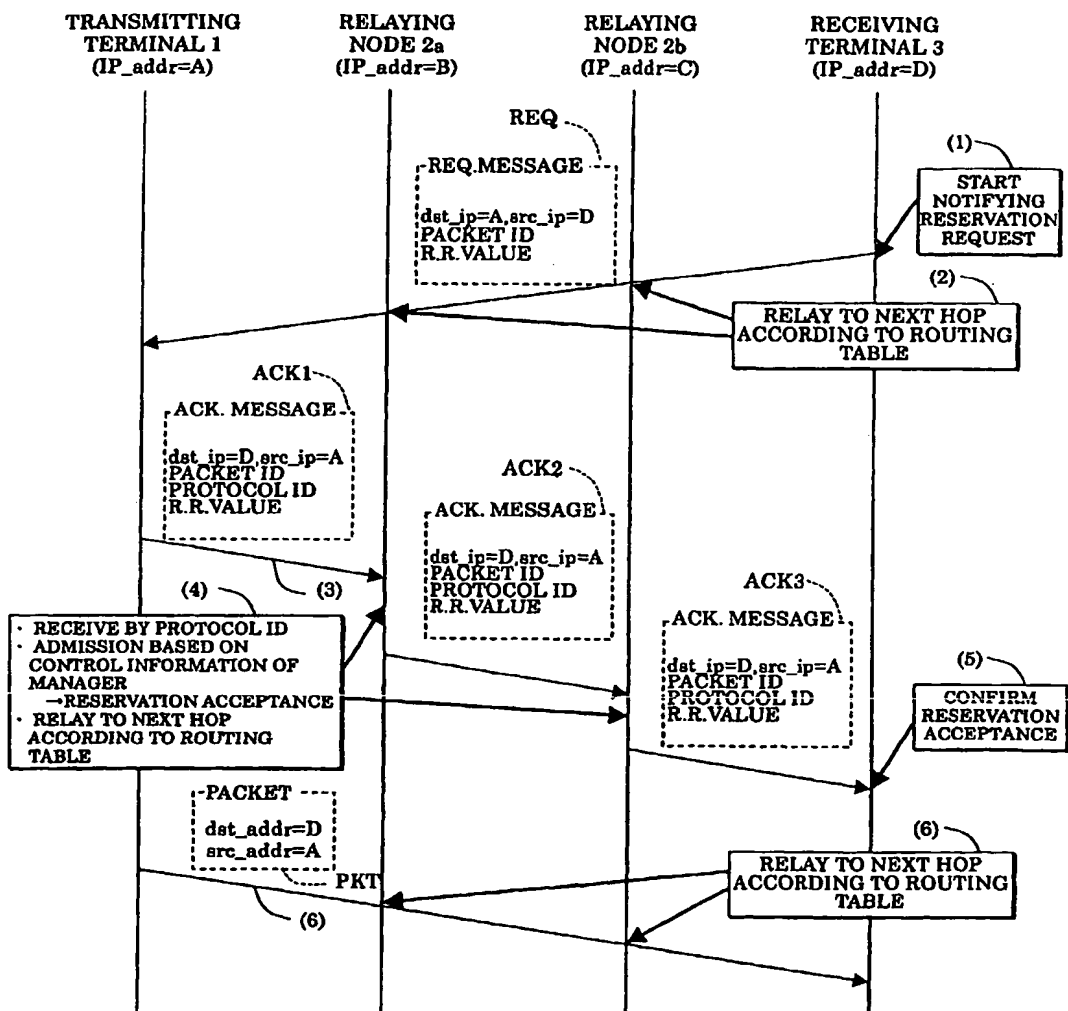 TRANSMITTING
TERMINAL 1
(IP_addr=A)
RELAYING
NODE 2a
(IP_addr=B)
RELAYING
NODE 2b
(IP_addr=C)
RECEIVING
TERMINAL 3
(IP_addr=D)
REQ
REQ.MESSAGE
dst_ip=A,src_ip=D
PACKET ID
R.R.VALUE
(1)
START
NOTIFYING
RESERVATION
REQUEST
(2)
RELAY TO NEXT HOP
ACCORDING TO ROUTING
TABLE
ACK1
ACK. MESSAGE
dst_ip=D,src_ip=A
PACKET ID
PROTOCOL ID
R.R.VALUE
(3)
ACK2
ACK. MESSAGE
dst_ip=D,src_ip=A
PACKET ID
PROTOCOL ID
R.R.VALUE
(4)
· RECEIVE BY PROTOCOL ID
· ADMISSION BASED ON
CONTROL INFORMATION OF
MANAGER
→RESERVATION ACCEPTANCE
· RELAY TO NEXT HOP
ACCORDING TO ROUTING
TABLE
ACK3
ACK. MESSAGE
dst_ip=D,src_ip=A
PACKET ID
PROTOCOL ID
R.R.VALUE
(5)
CONFIRM
RESERVATION
ACCEPTANCE
PACKET
dst_addr=D
src_addr=A
PKT
(6)
(6)
RELAY TO NEXT HOP
ACCORDING TO ROUTING
TABLE